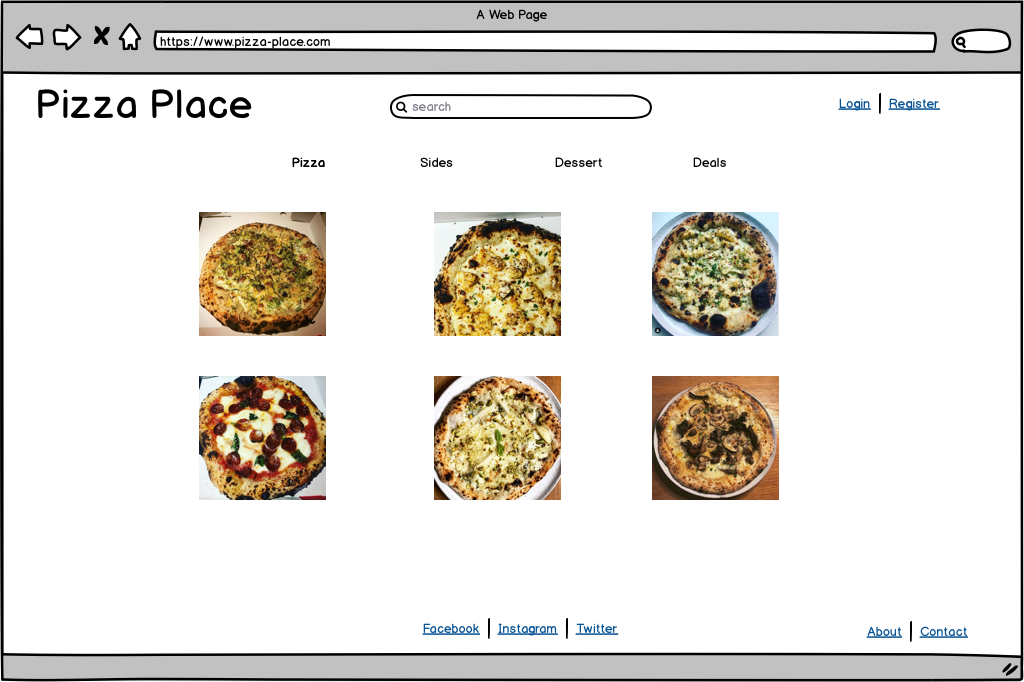 A Web Page
https://www.pizza-place.com
Pizza Place
search
Login | Register
Pizza Sides Dessert Deals
Facebook | Instagram | Twitter
About | Contact